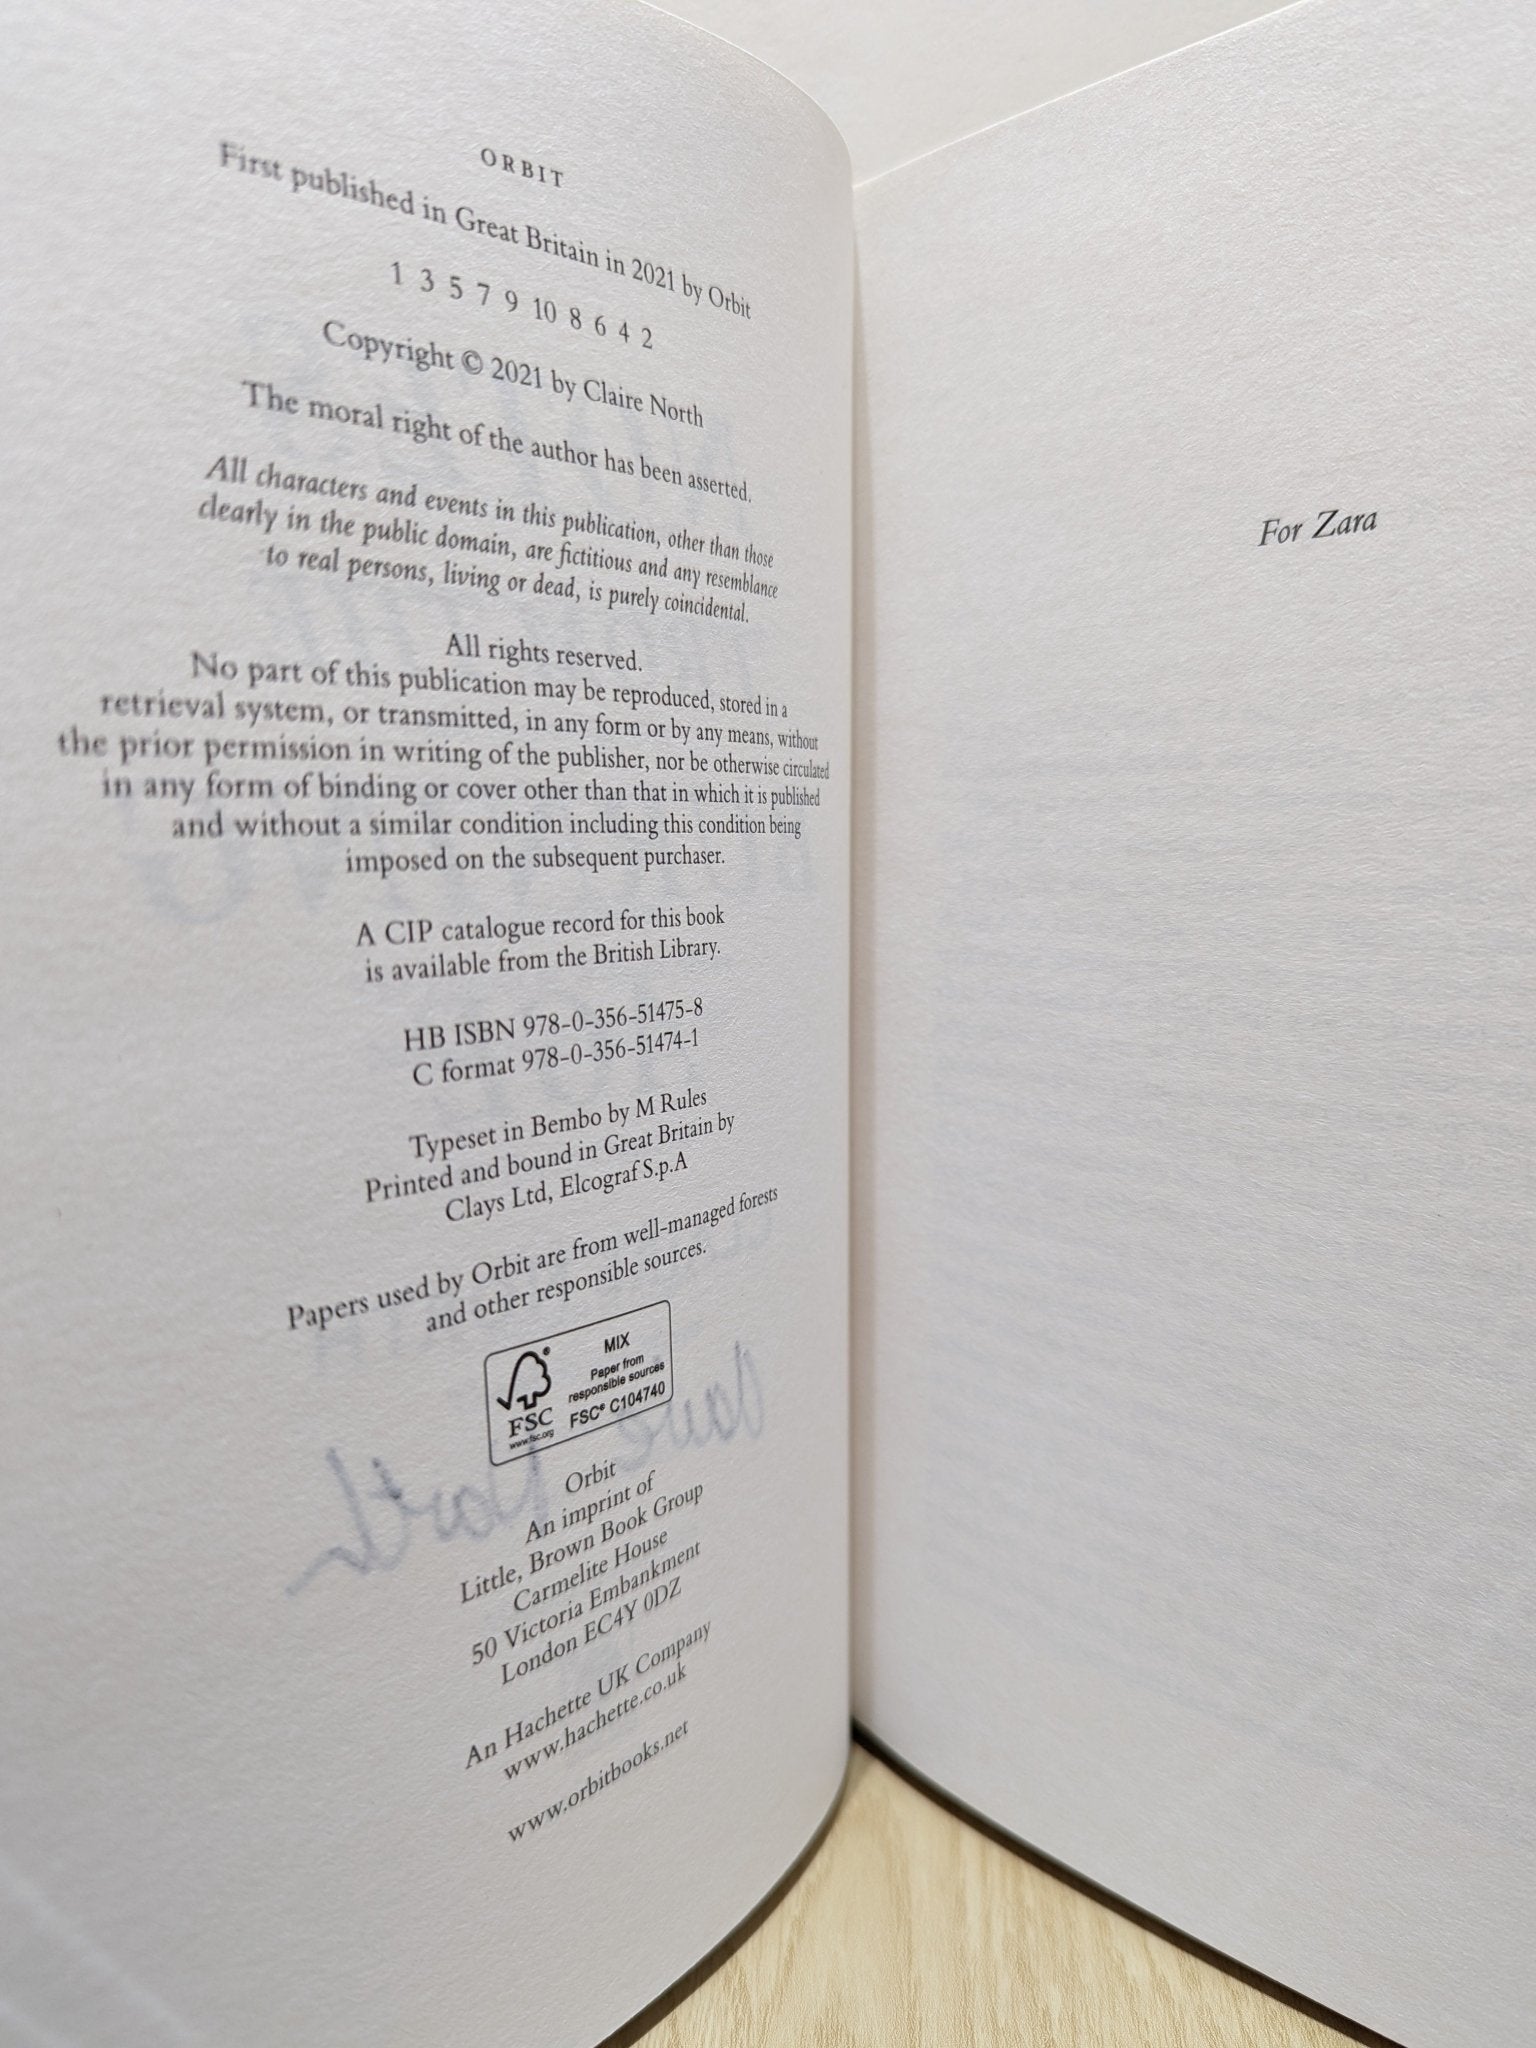 ORBIT
First published in Great Britain in 2021 by Orbit
1 3 5 7 9 10 8 6 4 2
Copyright © 2021 by Claire North
The moral right of the author has been asserted.
All characters and events in this publication, other than those
clearly in the public domain, are fictitious and any resemblance
to real persons, living or dead, is purely coincidental.
All rights reserved.
No part of this publication may be reproduced, stored in a
retrieval system, or transmitted, in any form or by any means, without
the prior permission in writing of the publisher, nor be otherwise circulated
in any form of binding or cover other than that in which it is published
and without a similar condition including this condition being
imposed on the subsequent purchaser.
A CIP catalogue record for this book
is available from the British Library.
HB ISBN 978-0-356-51475-8
C format 978-0-356-51474-1
Typeset in Bembo by M Rules
Printed and bound in Great Britain by
Clays Ltd, Elcograf S.p.A
Papers used by Orbit are from well-managed forests
and other responsible sources.
MIX
Paper from
responsible sources
FSC® C104740
FSC
www.fsc.org
Orbit
An imprint of
Little, Brown Book Group
Carmelite House
50 Victoria Embankment
London EC4Y 0DZ
An Hachette UK Company
www.hachette.co.uk
www.orbitbooks.net
For Zara